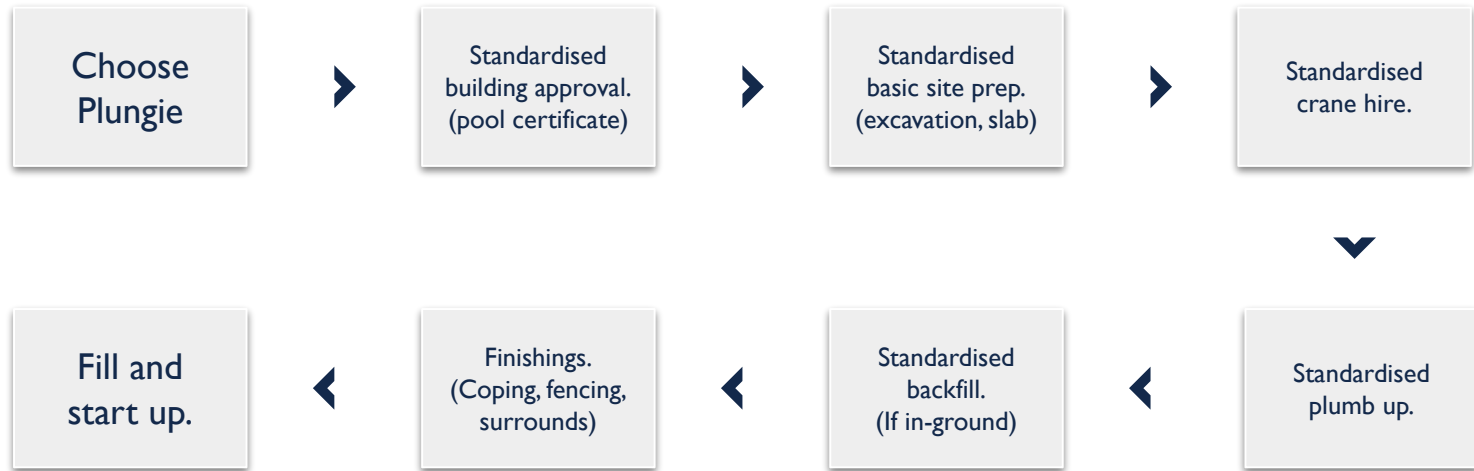 Choose
Plungie
Standardised
building approval.
(pool certificate)
Standardised
basic site prep.
(excavation, slab)
Standardised
crane hire.
Standardised
plumb up.
Standardised
backfill.
(If in-ground)
Finishings.
(Coping, fencing,
surrounds)
Fill and
start up.